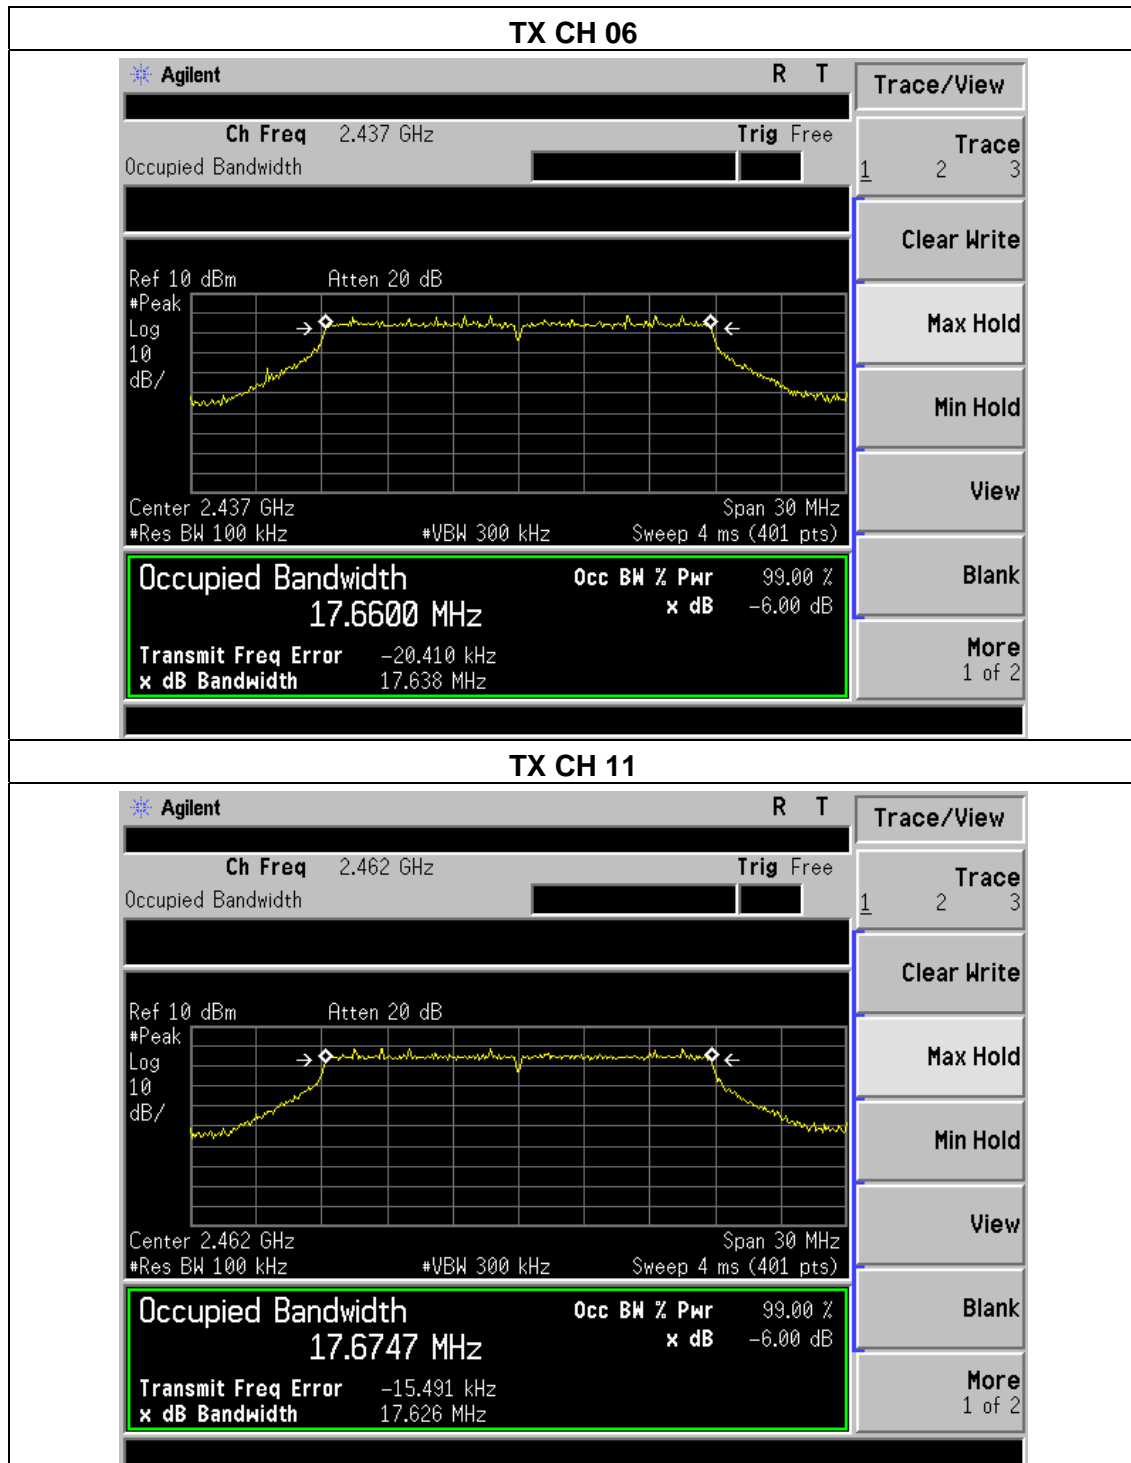 TX CH 06
Agilent R T
Trace/View
Ch Freq 2.437 GHz Trig Free
Occupied Bandwidth
Trace
1 2 3
Clear Write
Ref 10 dBm Atten 20 dB
#Peak
Log
10
dB/
Max Hold
Min Hold
View
Center 2.437 GHz Span 30 MHz
#Res BW 100 kHz #VBW 300 kHz Sweep 4 ms (401 pts)
Occupied Bandwidth Occ BW % Pwr 99.00 %
17.6600 MHz x dB -6.00 dB
Blank
Transmit Freq Error -20.410 kHz
x dB Bandwidth 17.638 MHz
More
1 of 2
TX CH 11
Agilent R T
Trace/View
Ch Freq 2.462 GHz Trig Free
Occupied Bandwidth
Trace
1 2 3
Clear Write
Ref 10 dBm Atten 20 dB
#Peak
Log
10
dB/
Max Hold
Min Hold
View
Center 2.462 GHz Span 30 MHz
#Res BW 100 kHz #VBW 300 kHz Sweep 4 ms (401 pts)
Occupied Bandwidth Occ BW % Pwr 99.00 %
17.6747 MHz x dB -6.00 dB
Blank
Transmit Freq Error -15.491 kHz
x dB Bandwidth 17.626 MHz
More
1 of 2